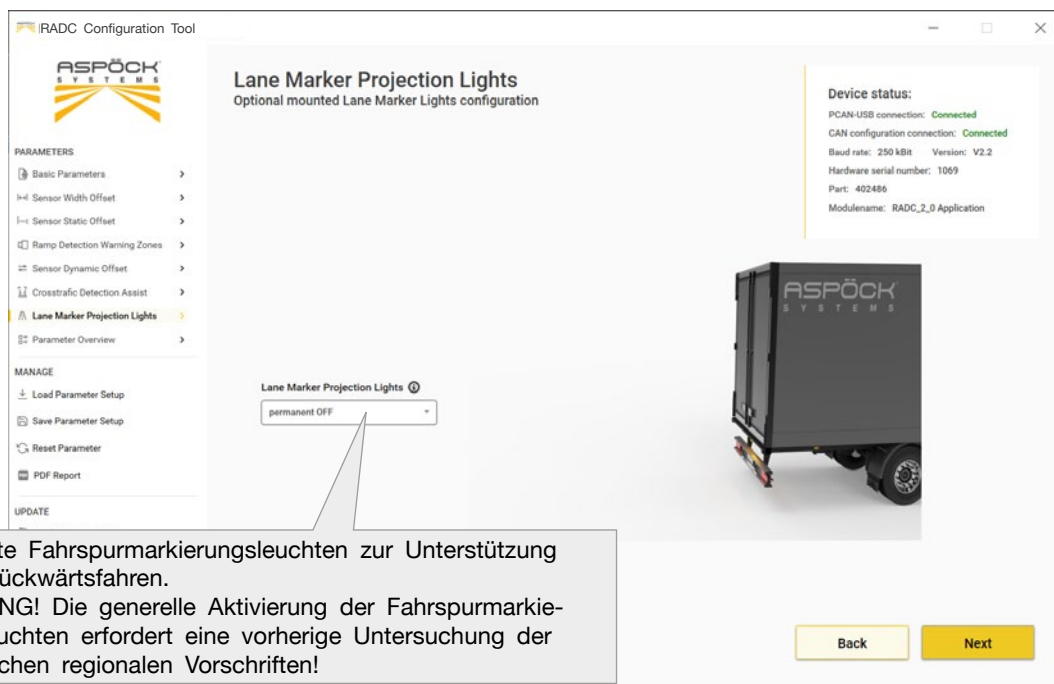 RADC Configuration Tool
ASPÖCK
SYSTEMS
PARAMETERS
Basic Parameters
Sensor Width Offset
Sensor Static Offset
Ramp Detection Warning Zones
Sensor Dynamic Offset
Crosstrafic Detection Assist
Lane Marker Projection Lights
Parameter Overview
MANAGE
Load Parameter Setup
Save Parameter Setup
Reset Parameter
PDF Report
UPDATE
Lane Marker Projection Lights
Optional mounted Lane Marker Lights configuration
Device status:
PCAN-USB connection: Connected
CAN configuration connection: Connected
Baud rate: 250 kBit Version: V2.2
Hardware serial number: 1069
Part: 402486
Modulename: RADC_2_0 Application
ASPÖCK
SYSTEMS
Lane Marker Projection Lights
permanent OFF
te Fahrspurmarkierungsleuchten zur Unterstützung
ückwärtsfahren.
NG! Die generelle Aktivierung der Fahrspurmarkie-
uchten erfordert eine vorherige Untersuchung der
chen regionalen Vorschriften!
Back
Next